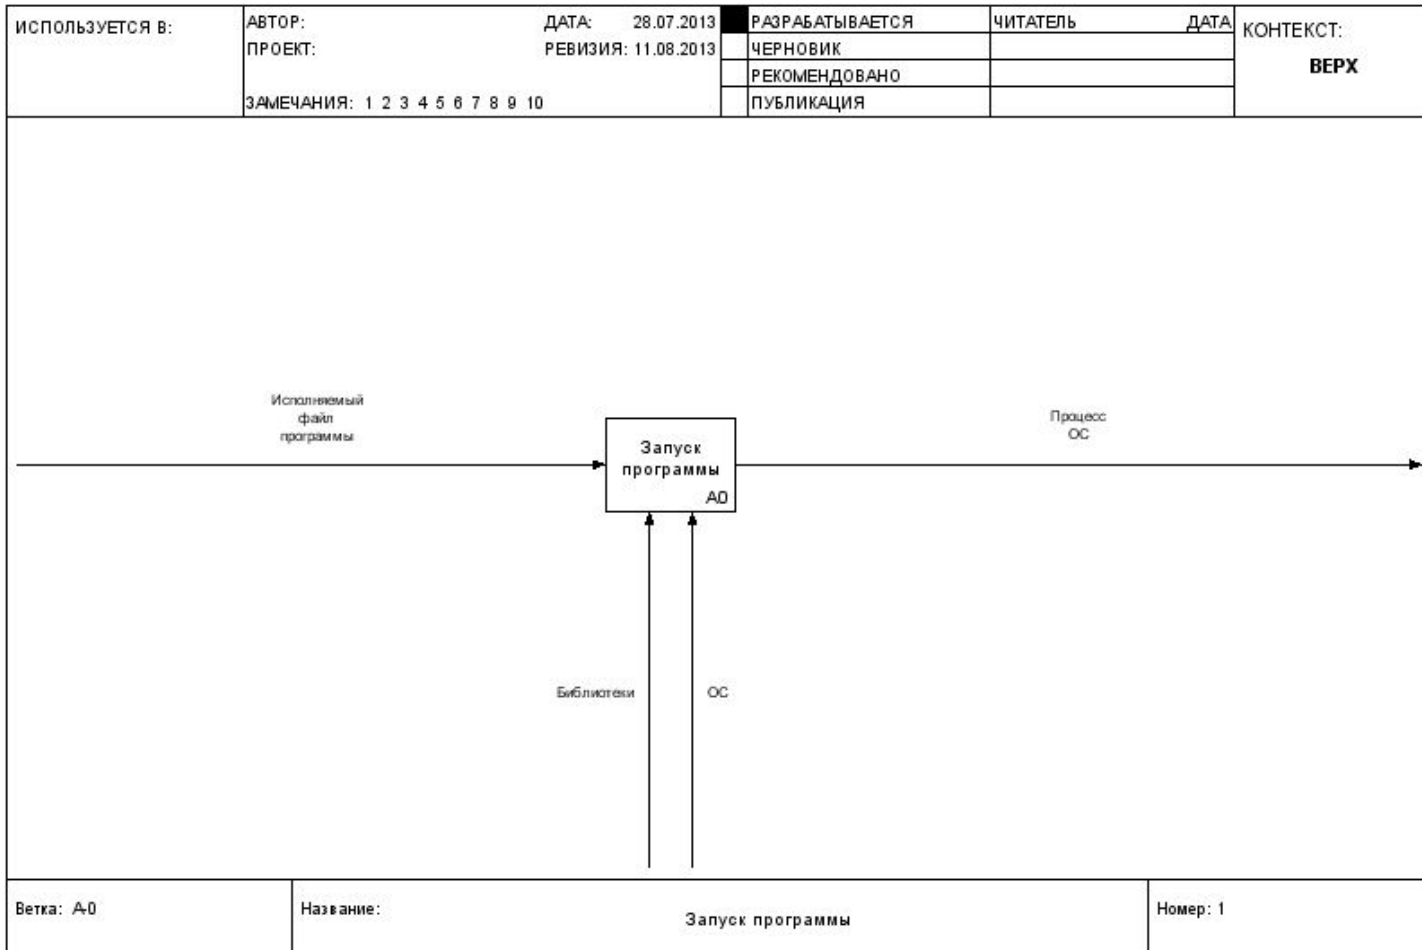 ИСПОЛЬЗУЕТСЯ В:
АВТОР:
ДАТА: 28.07.2013
ПРОЕКТ:
РЕВИЗИЯ: 11.08.2013
ЗАМЕЧАНИЯ: 1 2 3 4 5 6 7 8 9 10
РАЗРАБАТЫВАЕТСЯ
ЧЕРНОВИК
РЕКОМЕНДОВАНО
ПУБЛИКАЦИЯ
ЧИТАТЕЛЬ ДАТА
КОНТЕКСТ:
ВЕРХ
Исполняемый
файл
программы
Запуск
программы
A0
Процесс
ОС
Библиотеки
ОС
Ветка: A-0
Название:
Запуск программы
Номер: 1